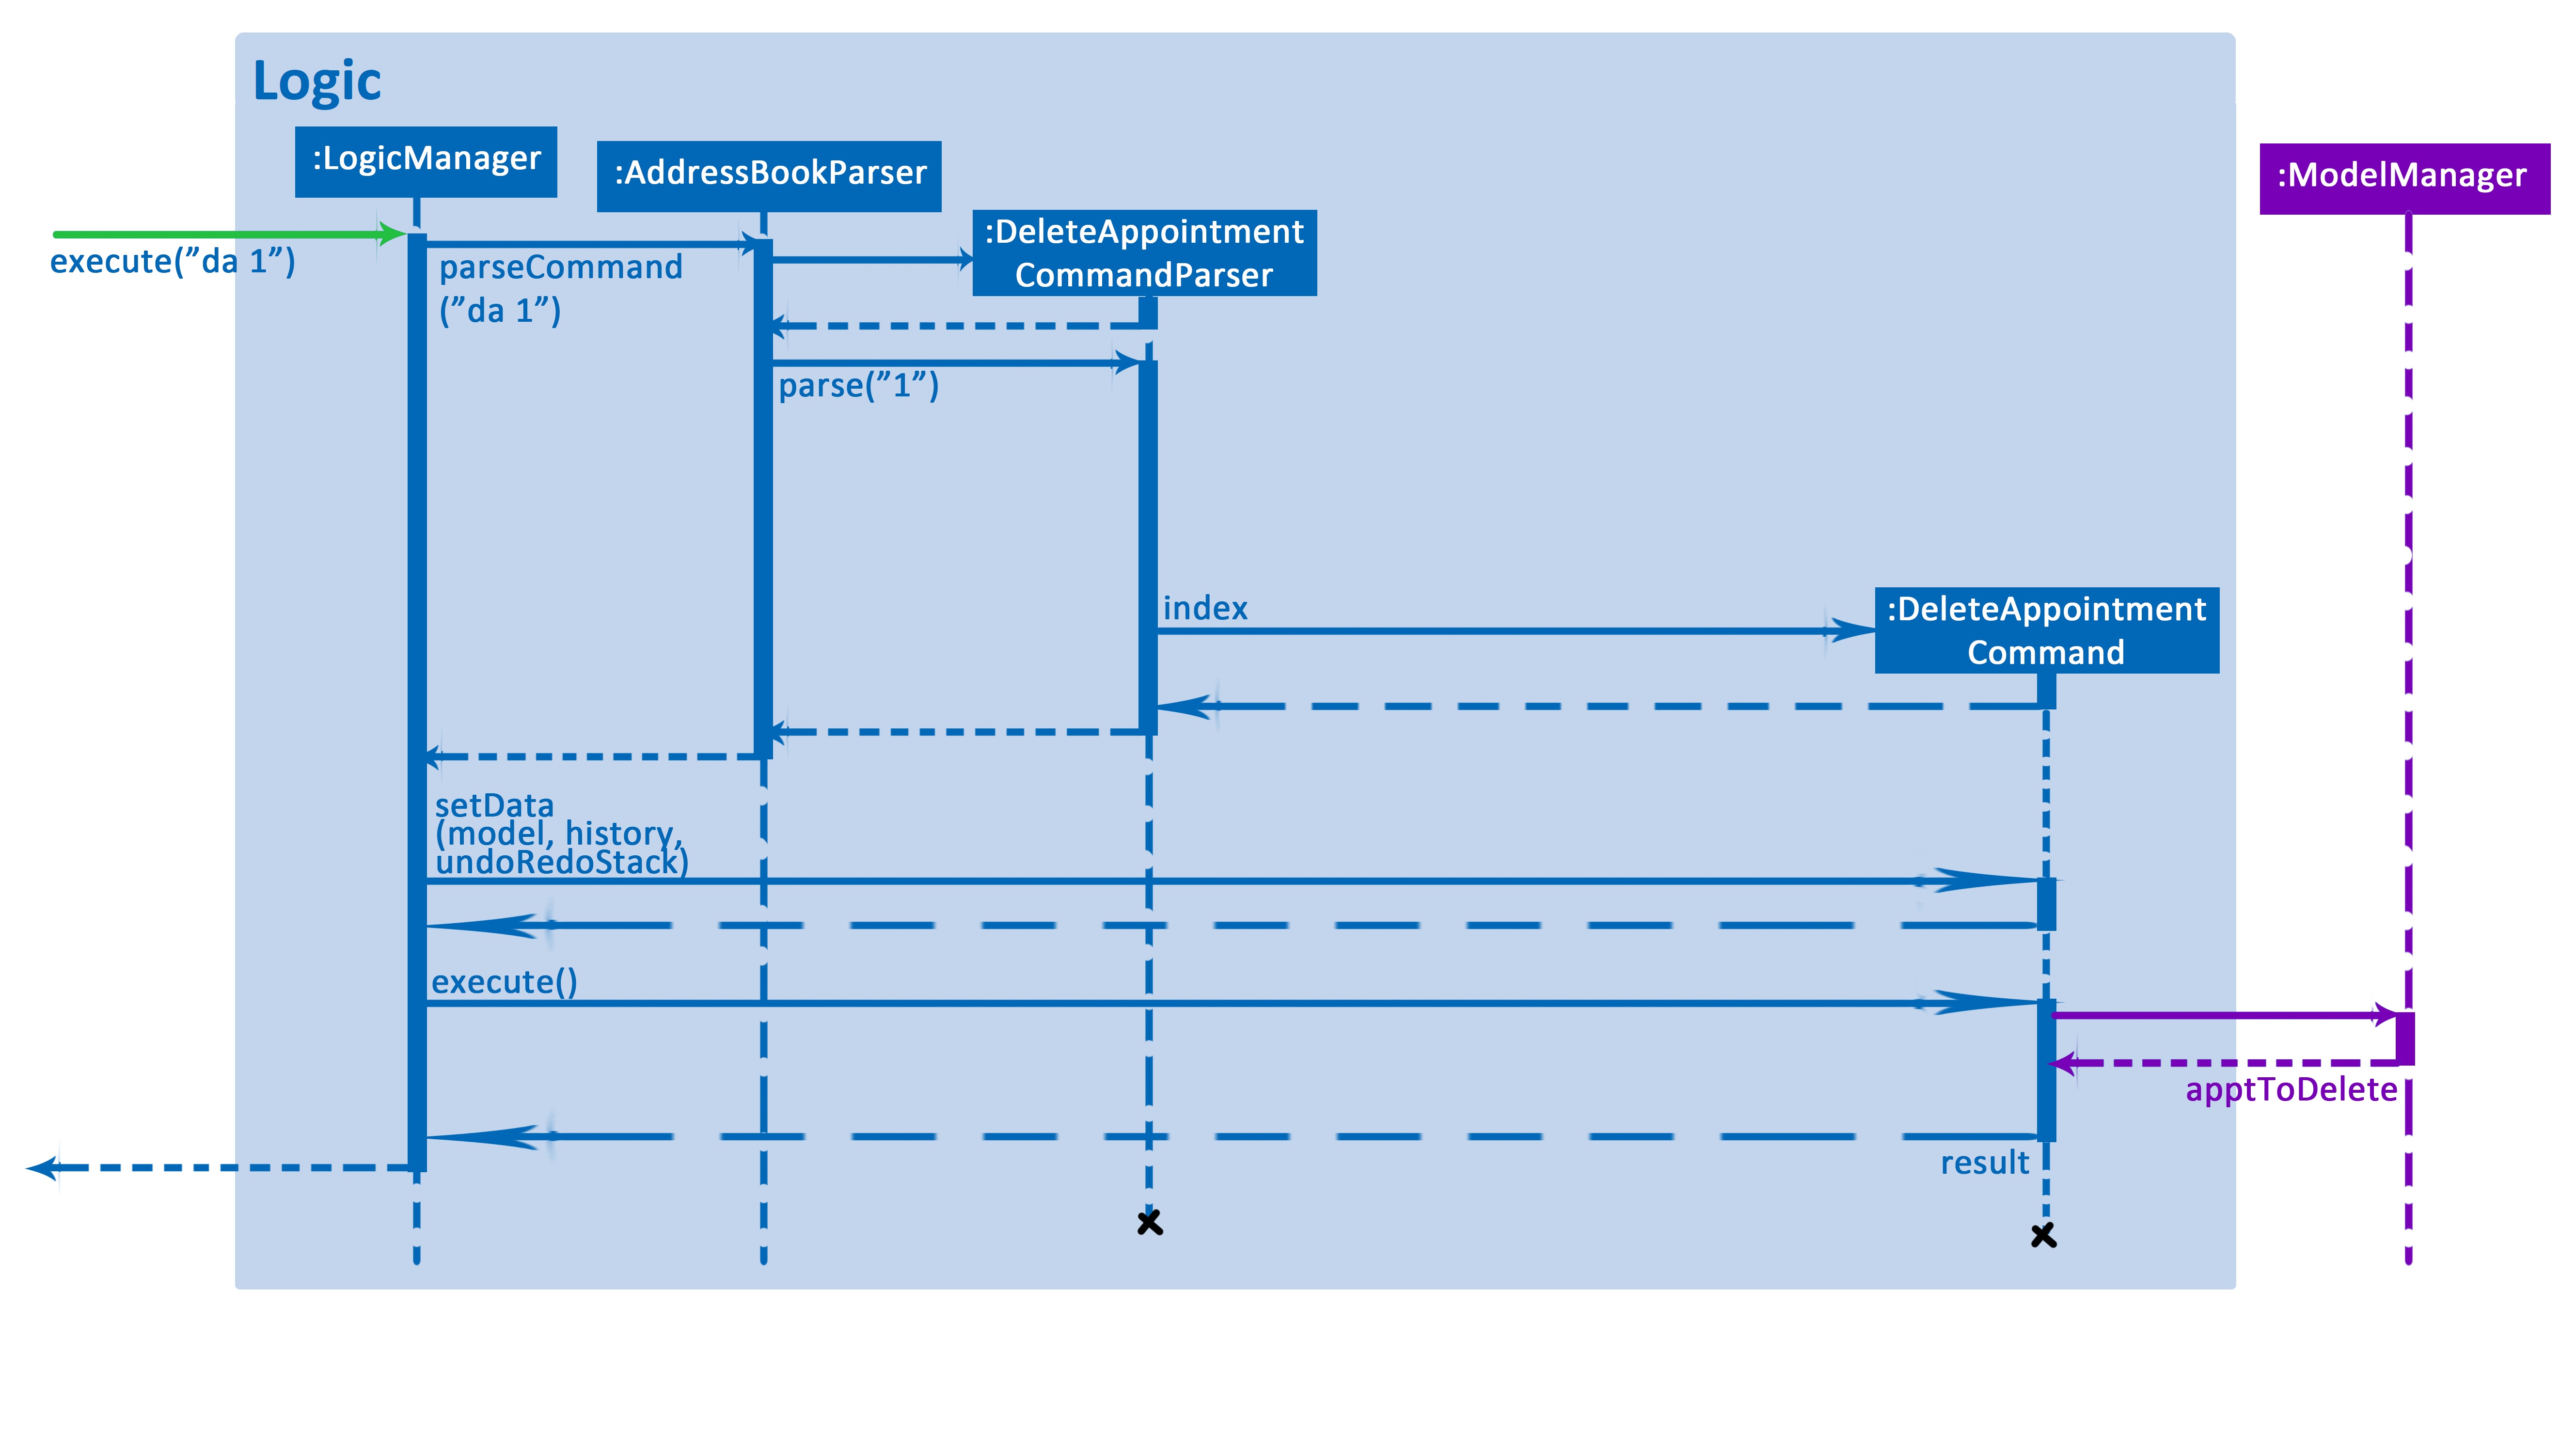 Logic
:LogicManager
:AddressBookParser
:ModelManager
:DeleteAppointment
CommandParser
execute(”da 1”)
parseCommand
(”da 1”)
parse(”1”)
index
:DeleteAppointment
Command
setData
(model, history,
undoRedoStack)
execute()
apptToDelete
result